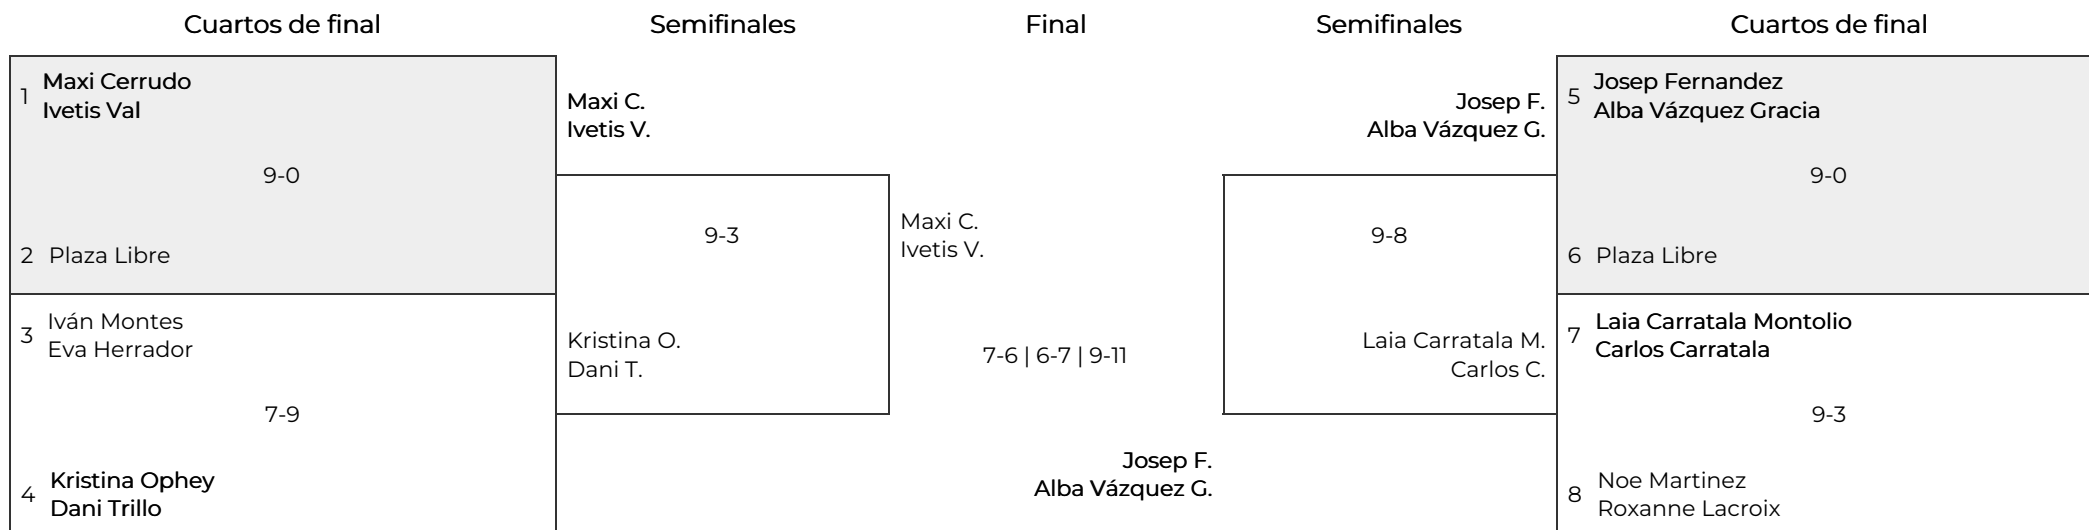 Cuartos de final
Semifinales
Final
Semifinales
Cuartos de final
1
Maxi Cerrudo
Ivetis Val
9-0
2 Plaza Libre
3
Iván Montes
Eva Herrador
7-9
4
Kristina Ophey
Dani Trillo
Maxi C.
Ivetis V.
9-3
Kristina O.
Dani T.
Maxi C.
Ivetis V.
7-6 | 6-7 | 9-11
Josep F.
Alba Vázquez G.
Josep F.
Alba Vázquez G.
9-8
Laia Carratala M.
Carlos C.
5
Josep Fernandez
Alba Vázquez Gracia
9-0
6 Plaza Libre
7
Laia Carratala Montolio
Carlos Carratala
9-3
8
Noe Martinez
Roxanne Lacroix